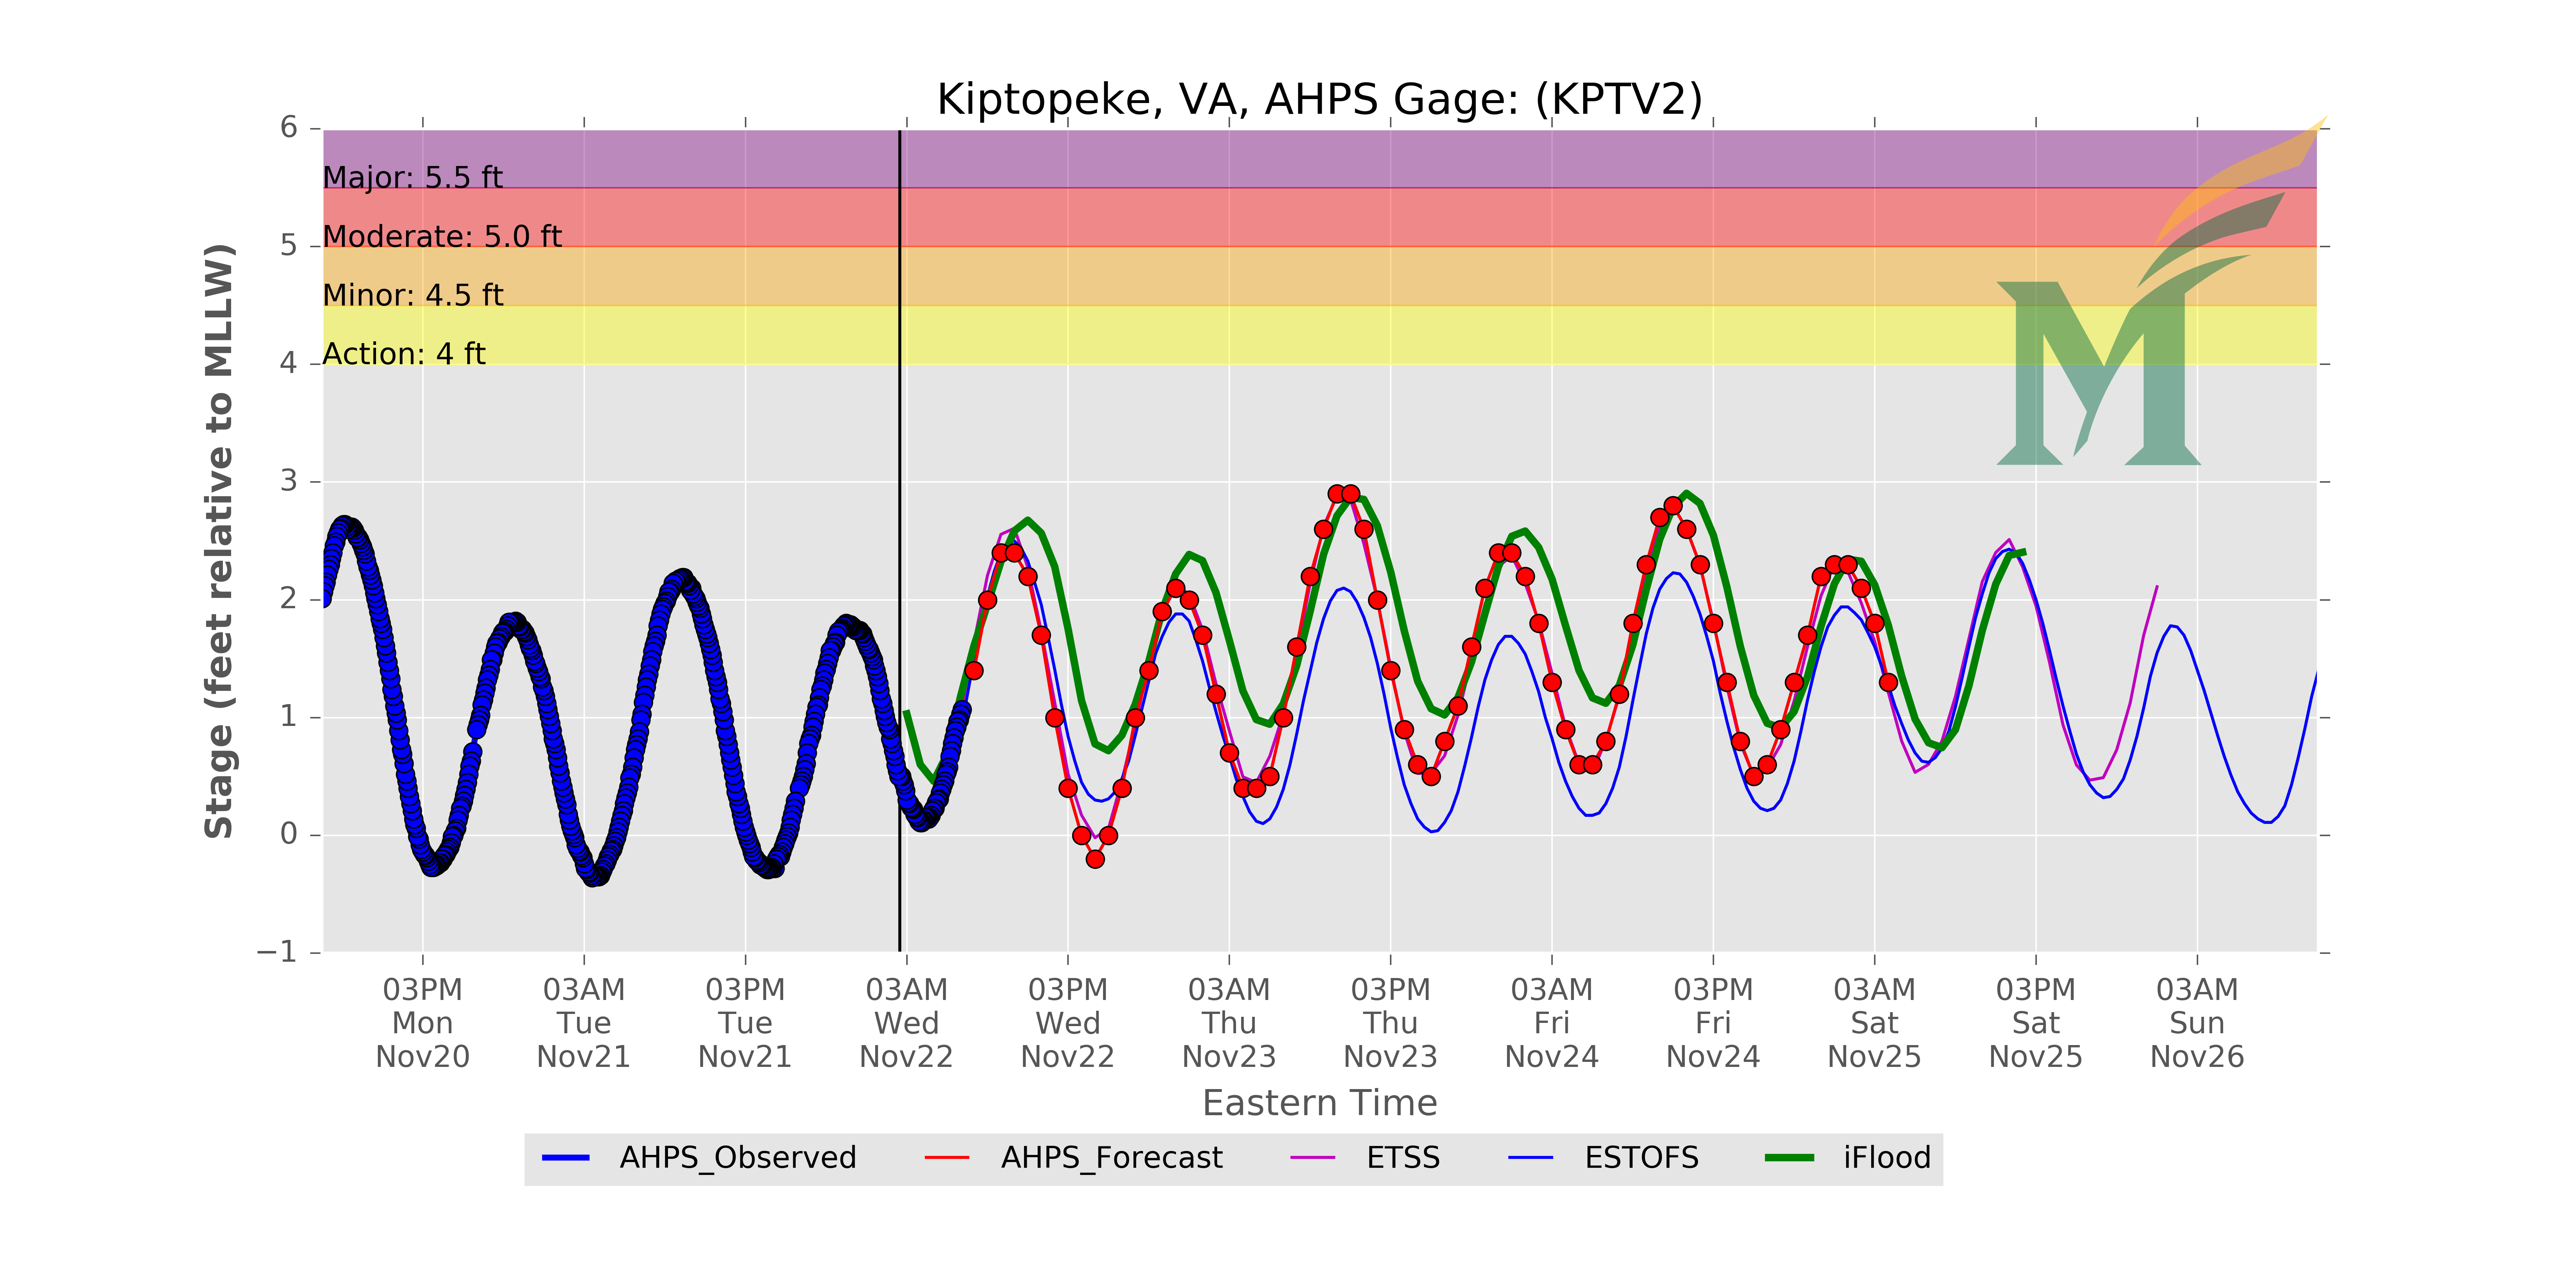 Kiptopeke, VA, AHPS Gage: (KPTV2)
Stage (feet relative to MLLW)
6
5
4
3
2
1
0
−1
Major: 5.5 ft
Moderate: 5.0 ft
Minor: 4.5 ft
Action: 4 ft
M
03PM 03AM 03PM 03AM 03PM 03AM 03PM 03AM 03PM 03AM 03PM 03AM
Mon Tue Tue Wed Wed Thu Thu Fri Fri Sat Sat Sun
Nov20 Nov21 Nov21 Nov22 Nov22 Nov23 Nov23 Nov24 Nov24 Nov25 Nov25 Nov26
Eastern Time
AHPS_Observed AHPS_Forecast ETSS ESTOFS iFlood